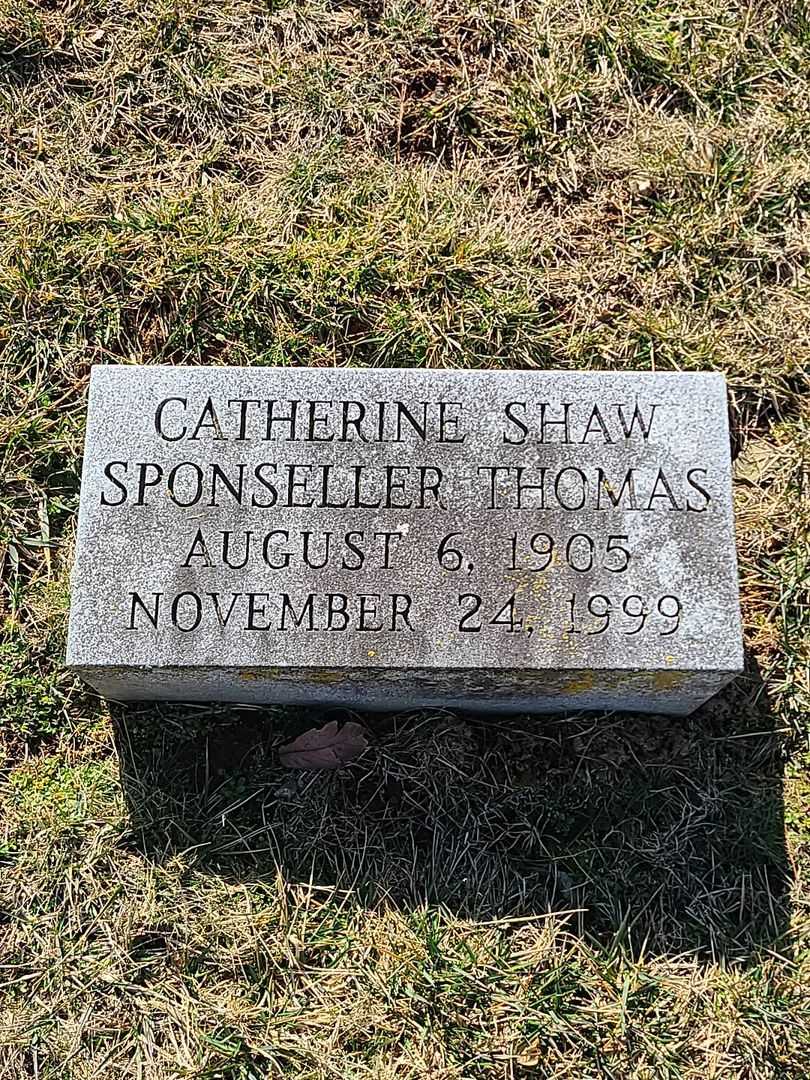 CATHERINE SHAW
SPONSELLER THOMAS
AUGUST 6, 1905
NOVEMBER 24, 1999